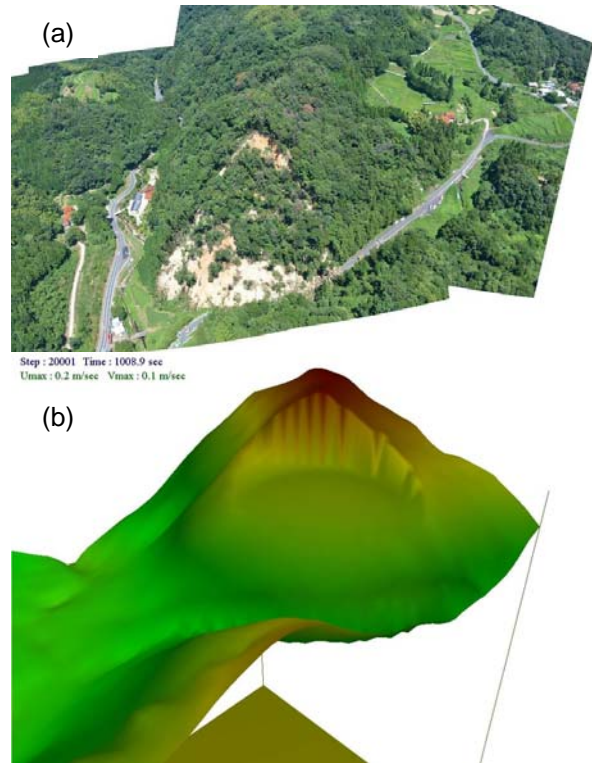 (a)
Step : 20001 Time : 1008.9 sec
Umax : 0.2 m/sec Vmax : 0.1 m/sec
(b)